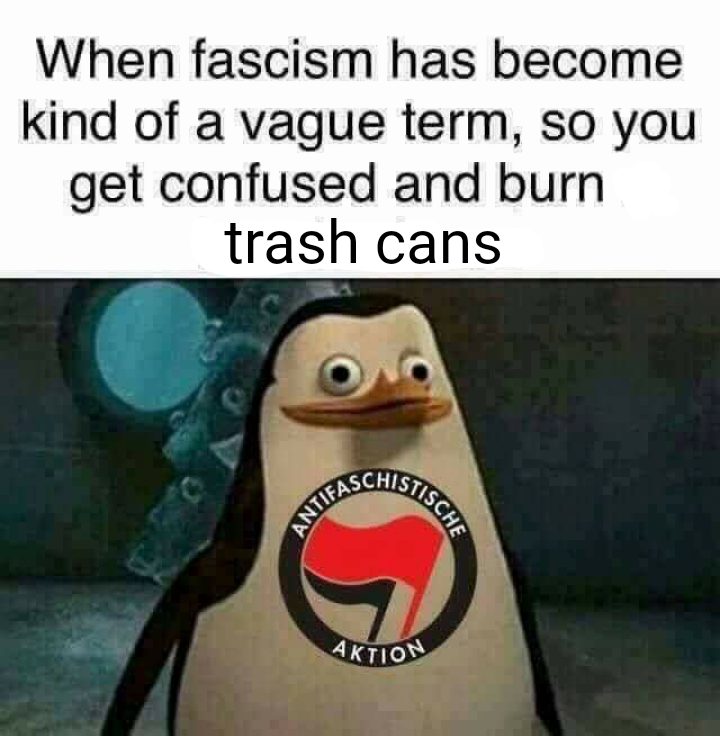 When fascism has become
kind of a vague term, so you
get confused and burn
trash cans
ANTIFASCHISTISCHE
AKTION